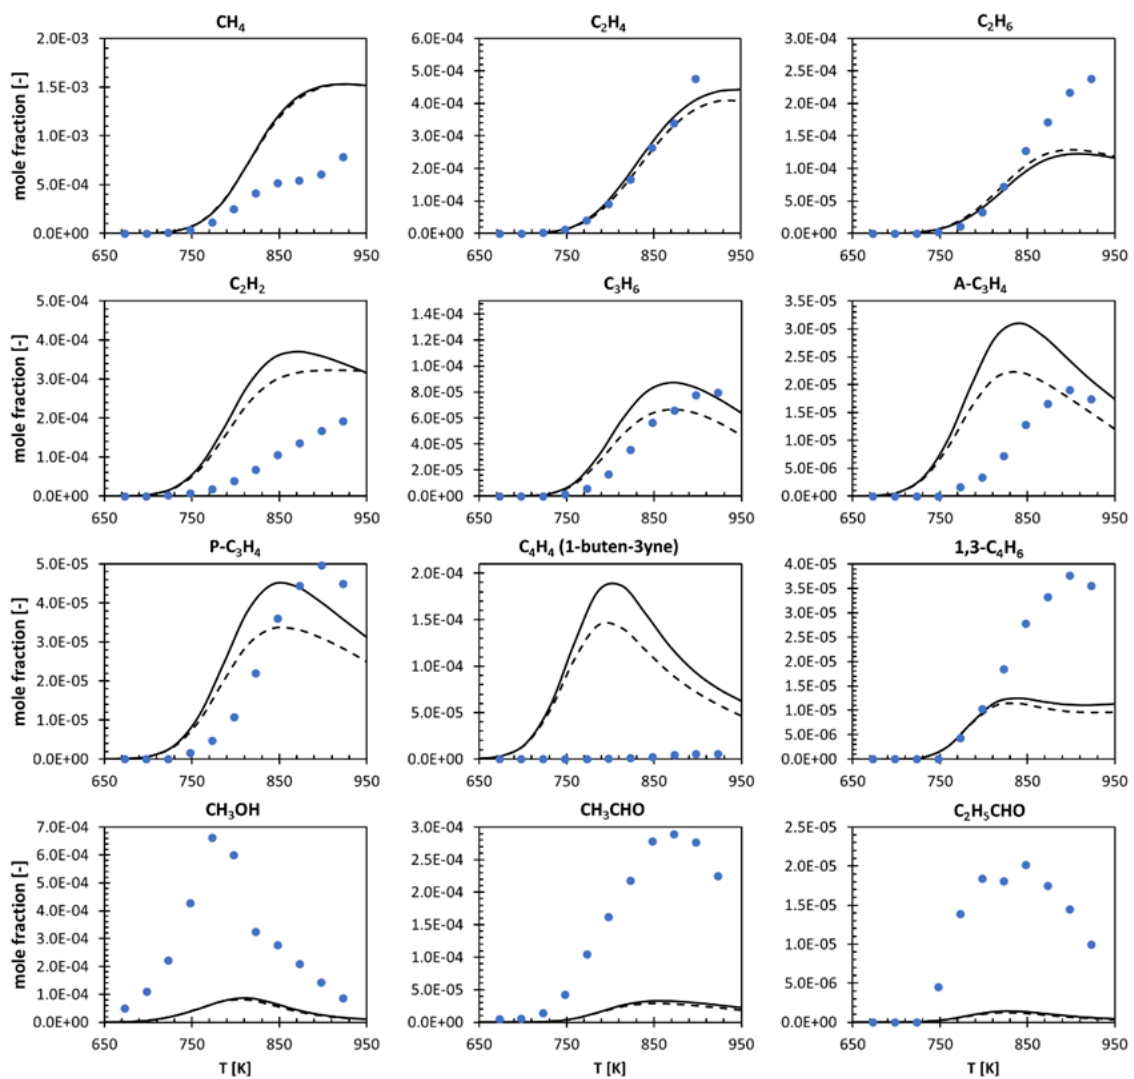 CH₄ C₂H₄ C₂H₆
mole fraction [-]
2.0E-03 6.0E-04 3.0E-04
5.0E-04 2.5E-04
1.5E-03
4.0E-04 2.0E-04
1.0E-03 3.0E-04 1.5E-04
2.0E-04 1.0E-04
5.0E-04
1.0E-04 5.0E-05
0.0E+00 0.0E+00 0.0E+00
650 750 850 950 650 750 850 950 650 750 850 950
C₂H₂ C₃H₆ A-C₃H₄
mole fraction [-]
5.0E-04 1.4E-04 3.5E-05
4.0E-04 1.2E-04 3.0E-05
1.0E-04 2.5E-05
3.0E-04 8.0E-05 2.0E-05
2.0E-04 6.0E-05 1.5E-05
4.0E-05 1.0E-05
1.0E-04 2.0E-05 5.0E-06
0.0E+00 0.0E+00 0.0E+00
650 750 850 950 650 750 850 950 650 750 850 950
P-C₃H₄ C₄H₄ (1-buten-3yne) 1,3-C₄H₆
mole fraction [-]
5.0E-05 2.0E-04 4.0E-05
4.0E-05 3.5E-05
1.5E-04 3.0E-05
3.0E-05 2.5E-05
1.0E-04 2.0E-05
2.0E-05 1.5E-05
1.0E-05 5.0E-05 1.0E-05
5.0E-06
0.0E+00 0.0E+00 0.0E+00
650 750 850 950 650 750 850 950 650 750 850 950
CH₃OH CH₃CHO C₂H₅CHO
mole fraction [-]
7.0E-04 3.0E-04 2.5E-05
6.0E-04 2.5E-04 2.0E-05
5.0E-04 2.0E-04
4.0E-04 1.5E-05
3.0E-04 1.5E-04 1.0E-05
2.0E-04 1.0E-04
1.0E-04 5.0E-05 5.0E-06
0.0E+00 0.0E+00 0.0E+00
650 750 850 950 650 750 850 950 650 750 850 950
T [K] T [K] T [K]